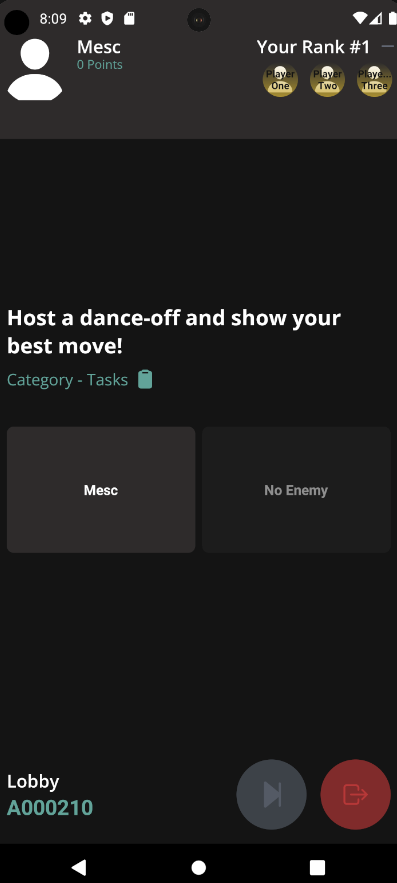 8:09
Mesc
0 Points
Your Rank #1
Player One
Player Two
Playe... Three
Host a dance-off and show your
best move!
Category - Tasks
Mesc
No Enemy
Lobby
A000210